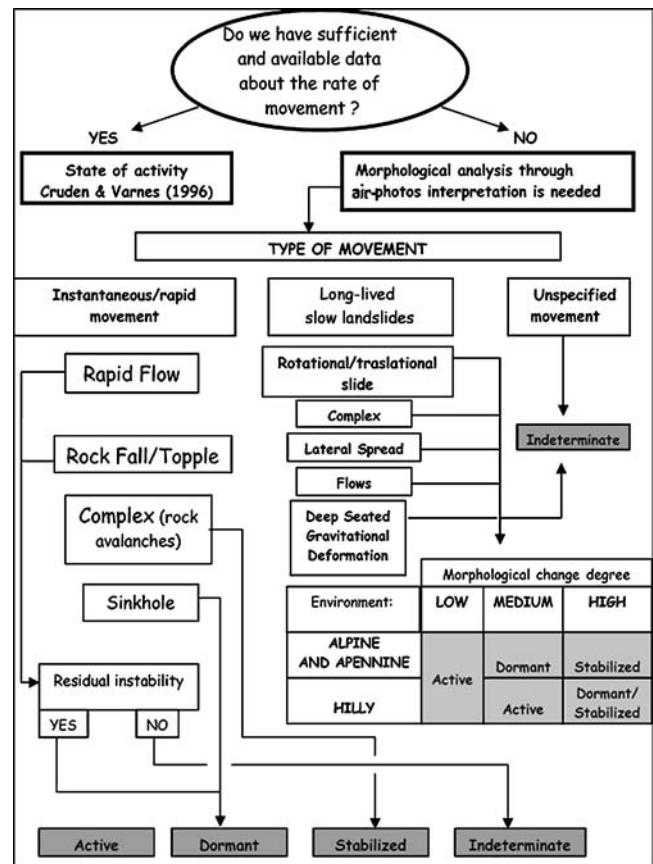 Do we have sufficient
and available data
about the rate of
movement ?
YES
NO
State of activity
Cruden & Varnes (1996)
Morphological analysis through
air-photos interpretation is needed
TYPE OF MOVEMENT
Instantaneous/rapid
movement
Long-lived
slow landslides
Unspecified
movement
Rapid Flow
Rotational/traslational
slide
Complex
Rock Fall/Topple
Lateral Spread
Indeterminate
Flows
Complex (rock
avalanches)
Deep Seated
Gravitational
Deformation
Sinkhole
Morphological change degree
Environment:
LOW
MEDIUM
HIGH
ALPINE
AND APENNINE
Active
Dormant
Stabilized
HILLY
Active
Dormant/
Stabilized
Residual instability
YES
NO
Active
Dormant
Stabilized
Indeterminate